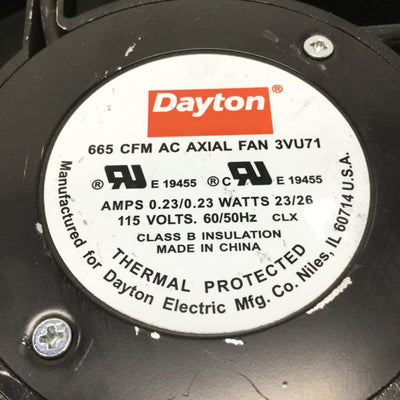 Dayton®
665 CFM AC AXIAL FAN 3VU71
® RU E 19455 ® C RU E 19455
AMPS 0.23/0.23 WATTS 23/26
115 VOLTS. 60/50Hz CLX
CLASS B INSULATION
MADE IN CHINA
THERMAL PROTECTED
Manufactured for Dayton Electric Mfg. Co. Niles, IL 60714 U.S.A.